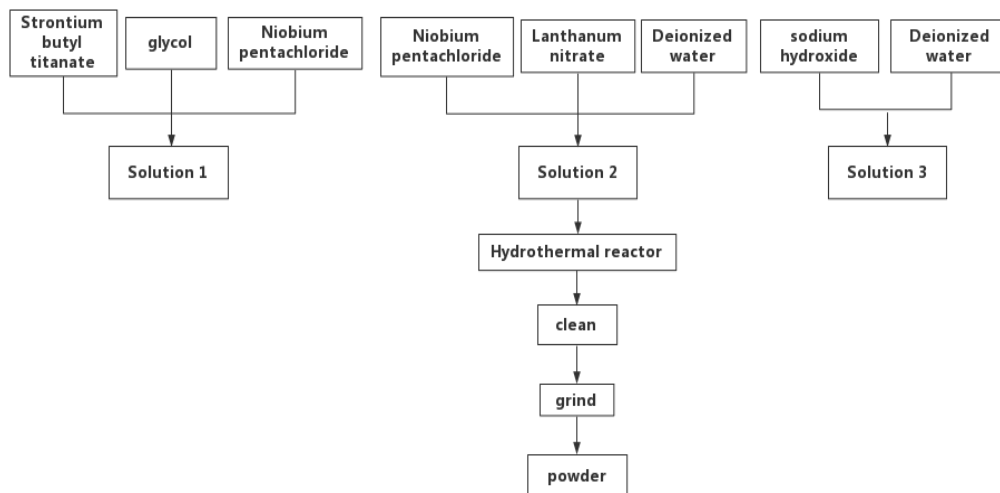 Strontium
butyl
titanate
glycol
Niobium
pentachloride
Niobium
pentachloride
Lanthanum
nitrate
Deionized
water
sodium
hydroxide
Deionized
water
Solution 1
Solution 2
Solution 3
Hydrothermal reactor
clean
grind
powder